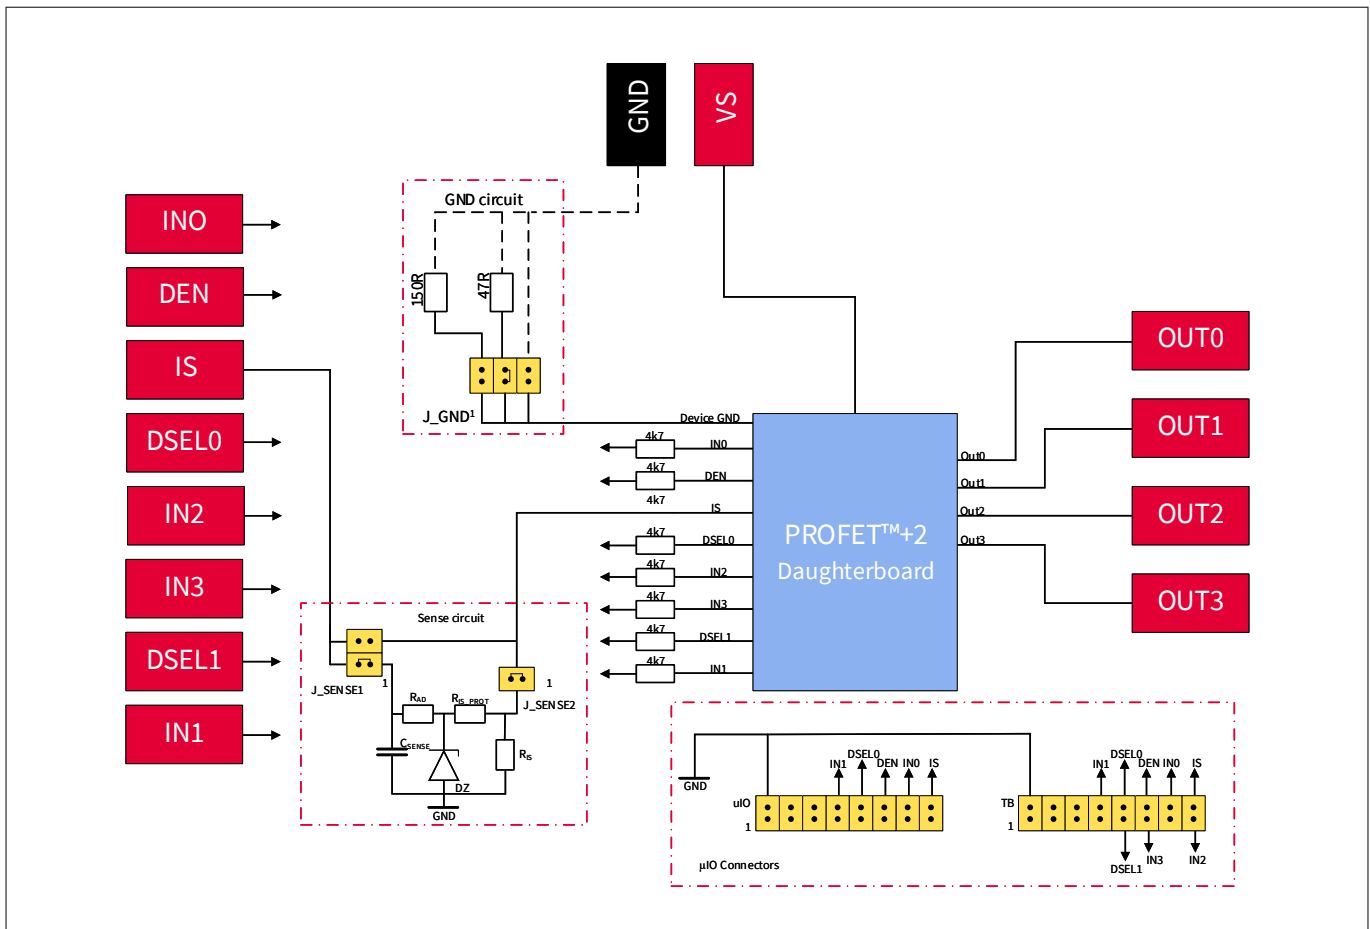 GND
VS
GND circuit
INO
DEN
IS
DSEL0
IN2
IN3
DSEL1
IN1
150R
47R
J_GND¹
Device GND
4k7
IN0
4k7
DEN
4k7
IS
4k7
DSEL0
4k7
IN2
4k7
IN3
4k7
DSEL1
4k7
IN1
PROFET™+2
Daughterboard
Out0
Out1
Out2
Out3
OUT0
OUT1
OUT2
OUT3
Sense circuit
J_SENSE1
1
1
J_SENSE2
RAD
RIS_PROT
CSENSE
RIS
DZ
GND
GND
uIO
1
IN1
DSEL0
DEN
IN0
IS
TB
1
IN1
DSEL0
DEN
IN0
IS
DSEL1
IN3
IN2
µIO Connectors